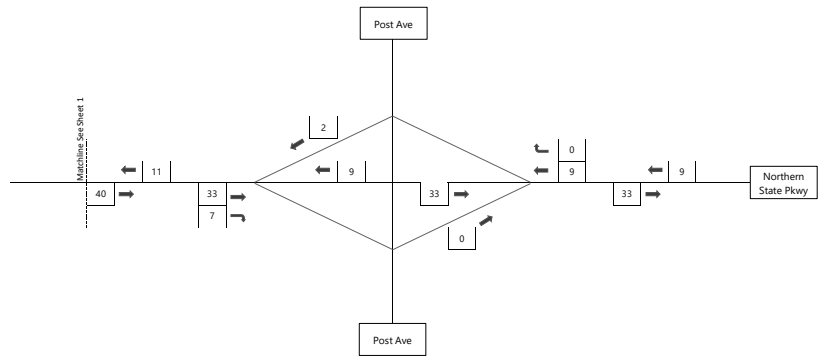 Post Ave
Matchline See Sheet 1
2
0
11
9
9
9
40
33
33
33
7
0
Northern
State Pkwy
Post Ave